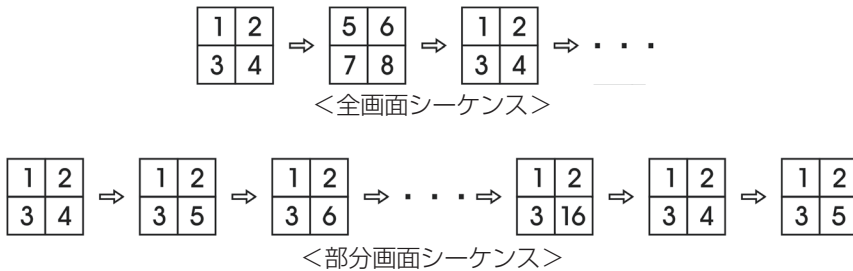 1 2 ⇨ 5 6 ⇨ 1 2 ⇨ ・・・
3 4 7 8 3 4
＜全画面シーケンス＞
1 2 ⇨ 1 2 ⇨ 1 2 ⇨ ・・・ ⇨ 1 2 ⇨ 1 2 ⇨ 1 2
3 4 3 5 3 6 3 16 3 4 3 5
＜部分画面シーケンス＞